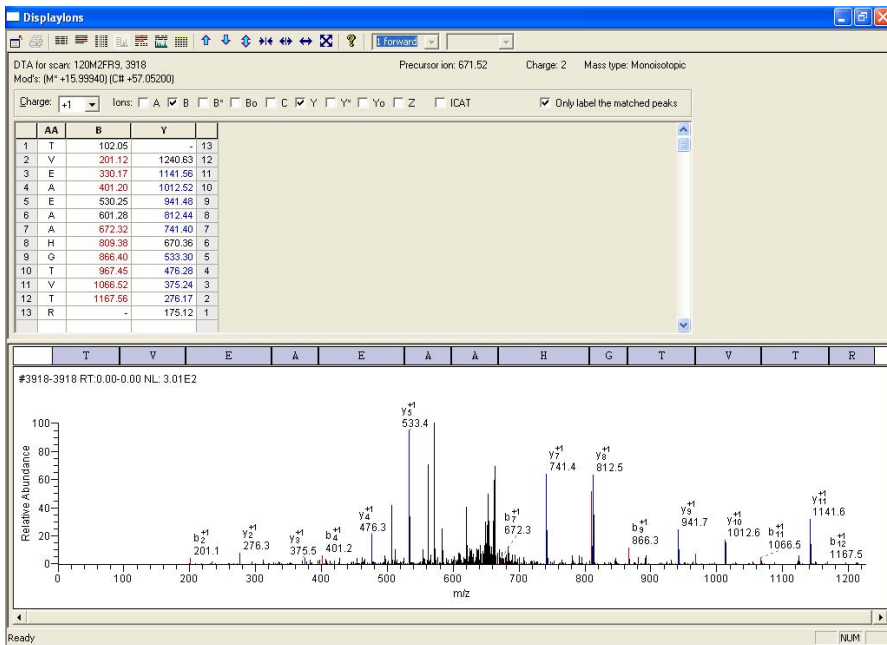 DisplayIons
1 forward
DTA for scan: 120M2FR9, 3918 Precursor ion: 671.52 Charge: 2 Mass type: Monoisotopic
Mod's: (M* +15.99940) (C# +57.05200)
Charge: +1 Ions: A B B* Bo C Y Y* Yo Z ICAT Only label the matched peaks
AA B Y
1 T 102.05 - 13
2 V 201.12 1240.63 12
3 E 330.17 1141.56 11
4 A 401.20 1012.52 10
5 E 530.25 941.48 9
6 A 601.28 812.44 8
7 A 672.32 741.40 7
8 H 809.38 670.36 6
9 G 866.40 533.30 5
10 T 967.45 476.28 4
11 V 1066.52 375.24 3
12 T 1167.56 276.17 2
13 R - 175.12 1
T V E A E A A H G T V T R
#3918-3918 RT:0.00-0.00 NL: 3.01E2
Relative Abundance
100
80
60
40
20
0
b2+1
201.1
y2+1
276.3
y3+1
375.5
b4+1
401.2
y4+1
476.3
y5+1
533.4
b7+1
672.3
y7+1
741.4
y8+1
812.5
b9+1
866.3
y9+1
941.7
y10+1
1012.6
b11+1
1066.5
y11+1
1141.6
b12+1
1167.5
0 100 200 300 400 500 600 700 800 900 1000 1100 1200
m/z
Ready NUM